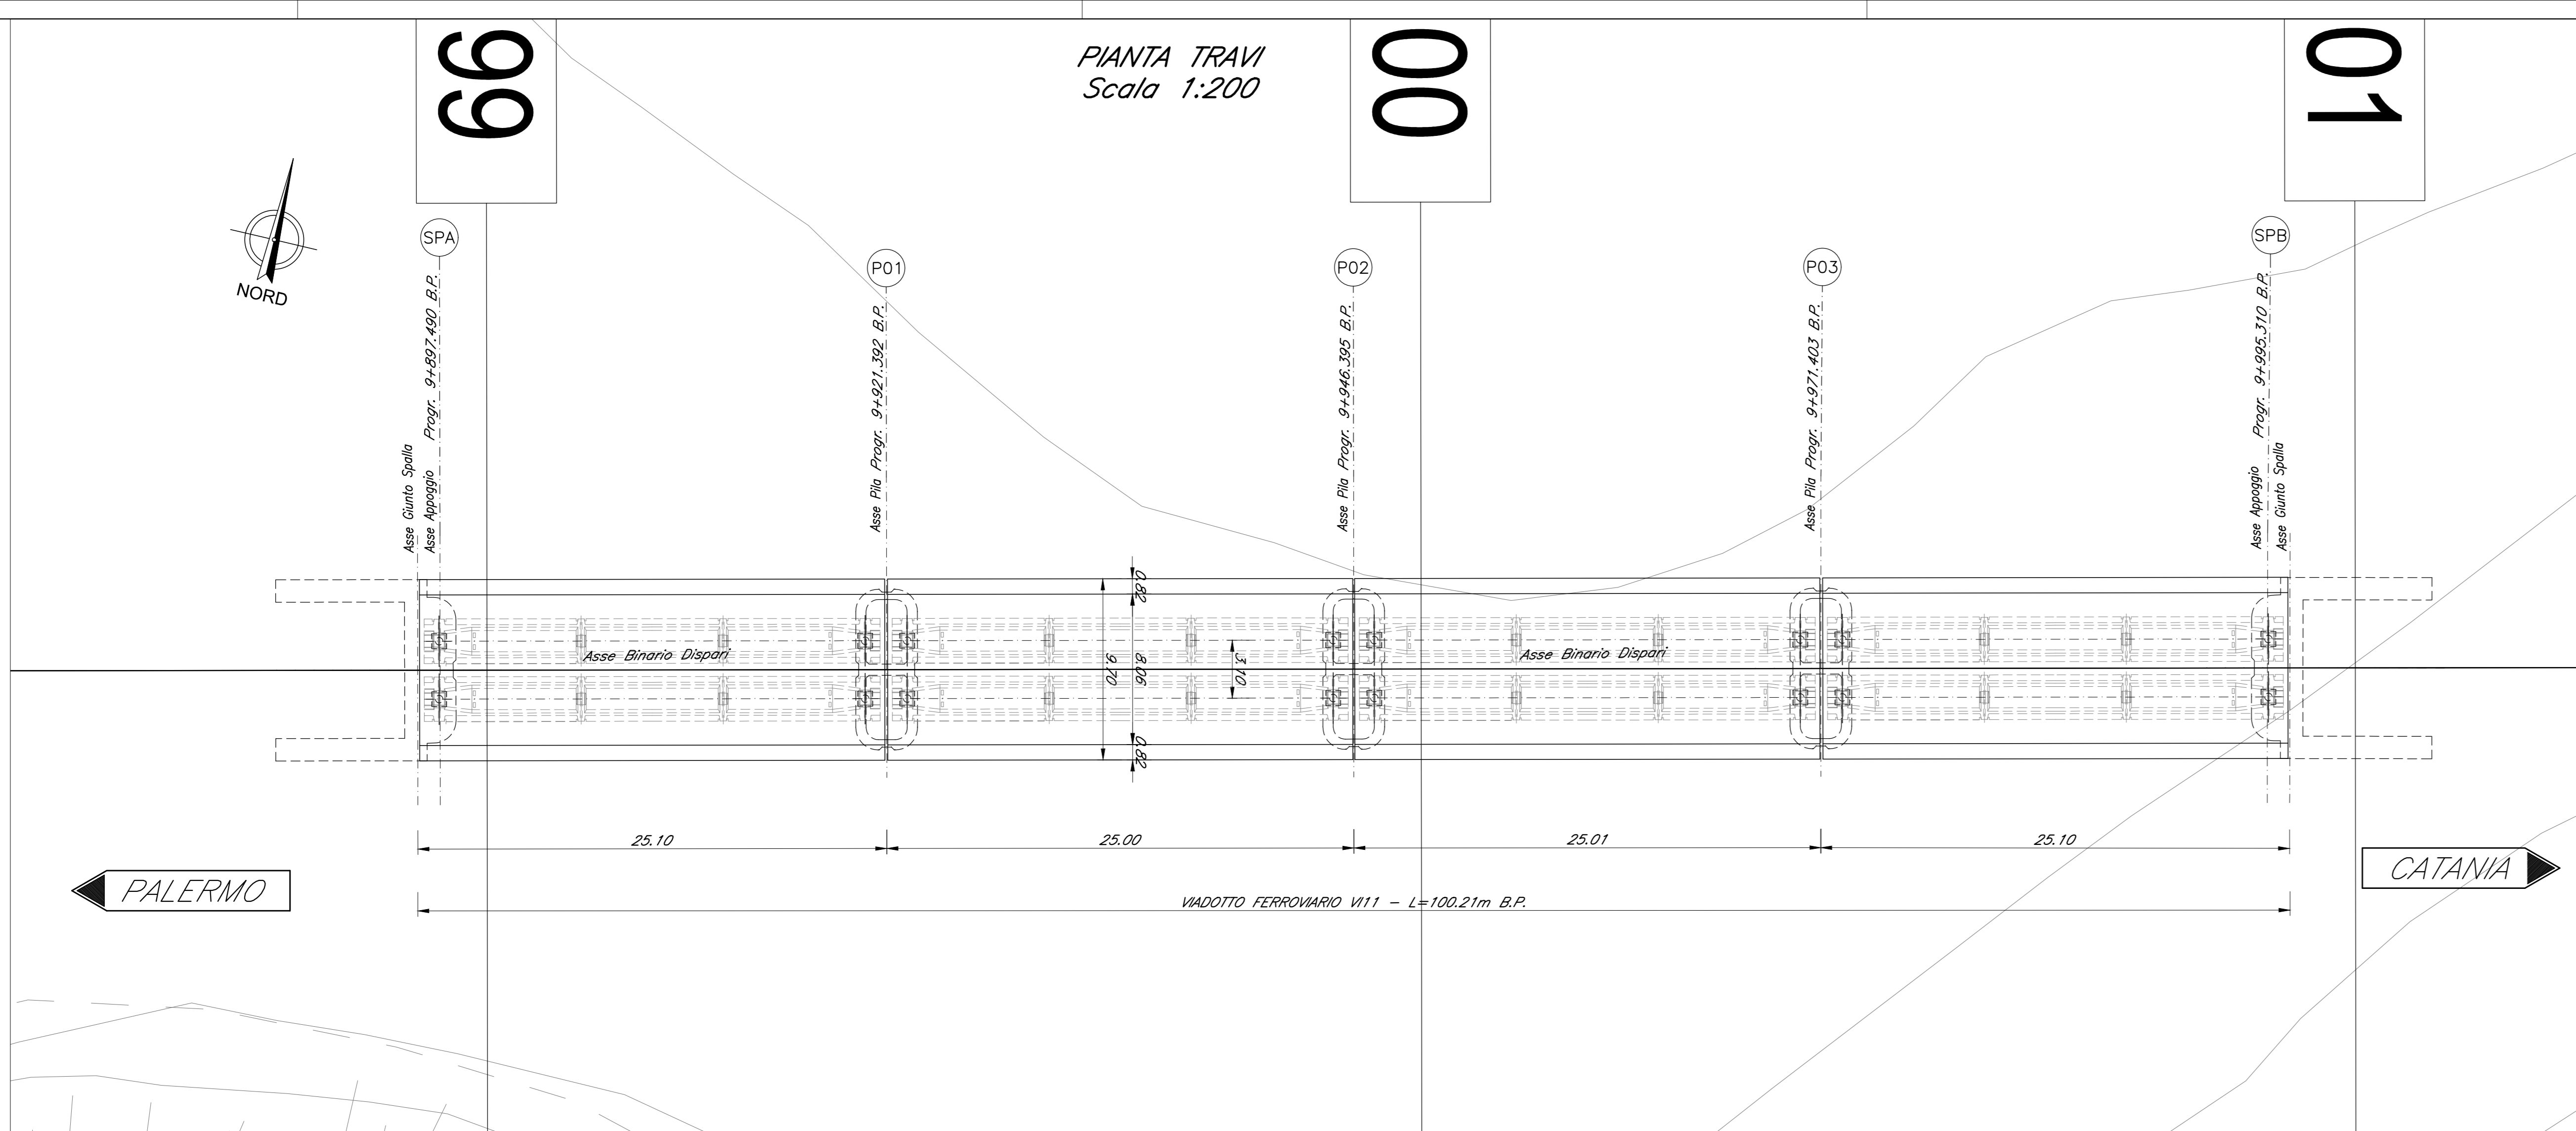 99
00
01
PIANTA TRAVI
Scala 1:200
NORD
SPA
P01
P02
P03
SPB
Asse Giunto Spalla
Asse Appoggio Progr. 9+897.490 B.P.
Asse Pila Progr. 9+921.392 B.P.
Asse Pila Progr. 9+946.395 B.P.
Asse Pila Progr. 9+971.403 B.P.
Asse Appoggio Progr. 9+995.310 B.P.
Asse Giunto Spalla
Asse Binario Dispari
Asse Binario Dispari
0.82
9.70
8.06
3.10
0.82
25.10
25.00
25.01
25.10
VIADOTTO FERROVIARIO VI11 – L=100.21m B.P.
PALERMO
CATANIA